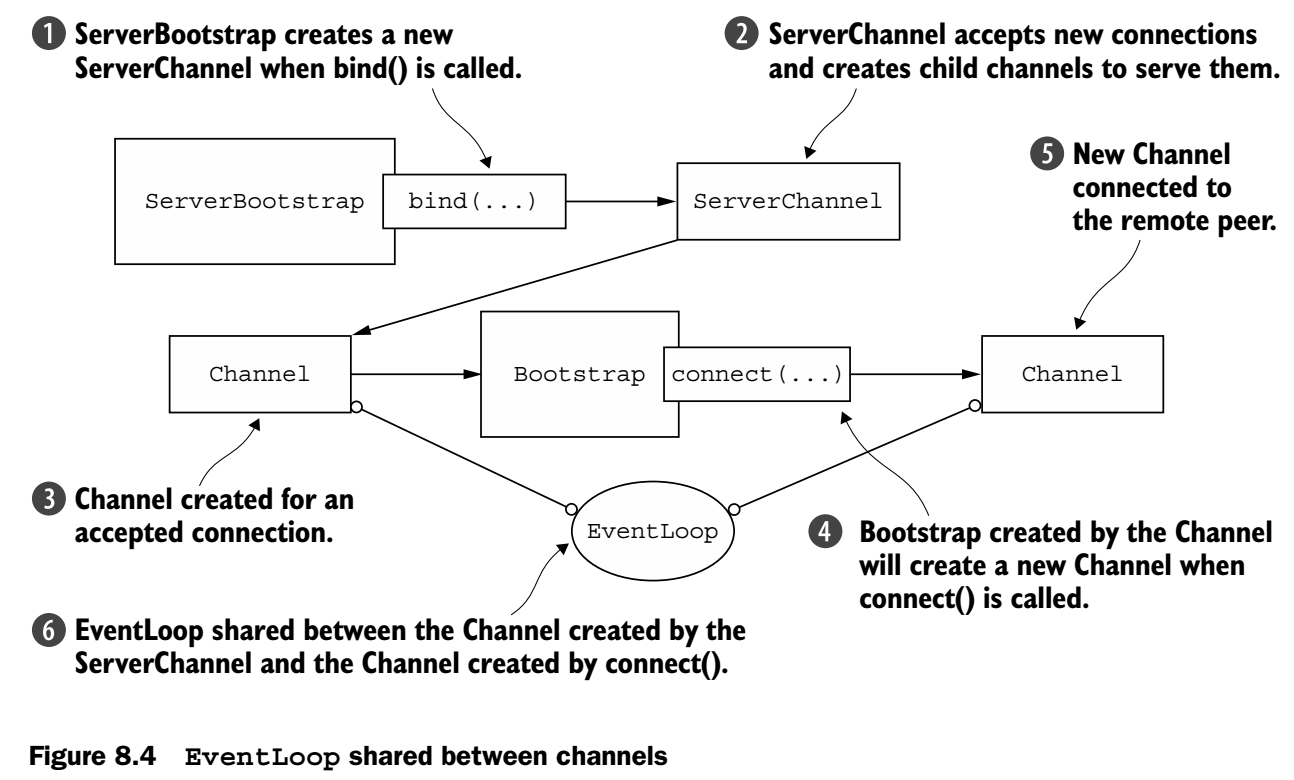 1 ServerBootstrap creates a new
ServerChannel when bind() is called.
2 ServerChannel accepts new connections
and creates child channels to serve them.
5 New Channel
connected to
the remote peer.
ServerBootstrap
bind(...)
ServerChannel
Channel
Bootstrap
connect(...)
Channel
3 Channel created for an
accepted connection.
EventLoop
4 Bootstrap created by the Channel
will create a new Channel when
connect() is called.
6 EventLoop shared between the Channel created by the
ServerChannel and the Channel created by connect().
Figure 8.4 EventLoop shared between channels